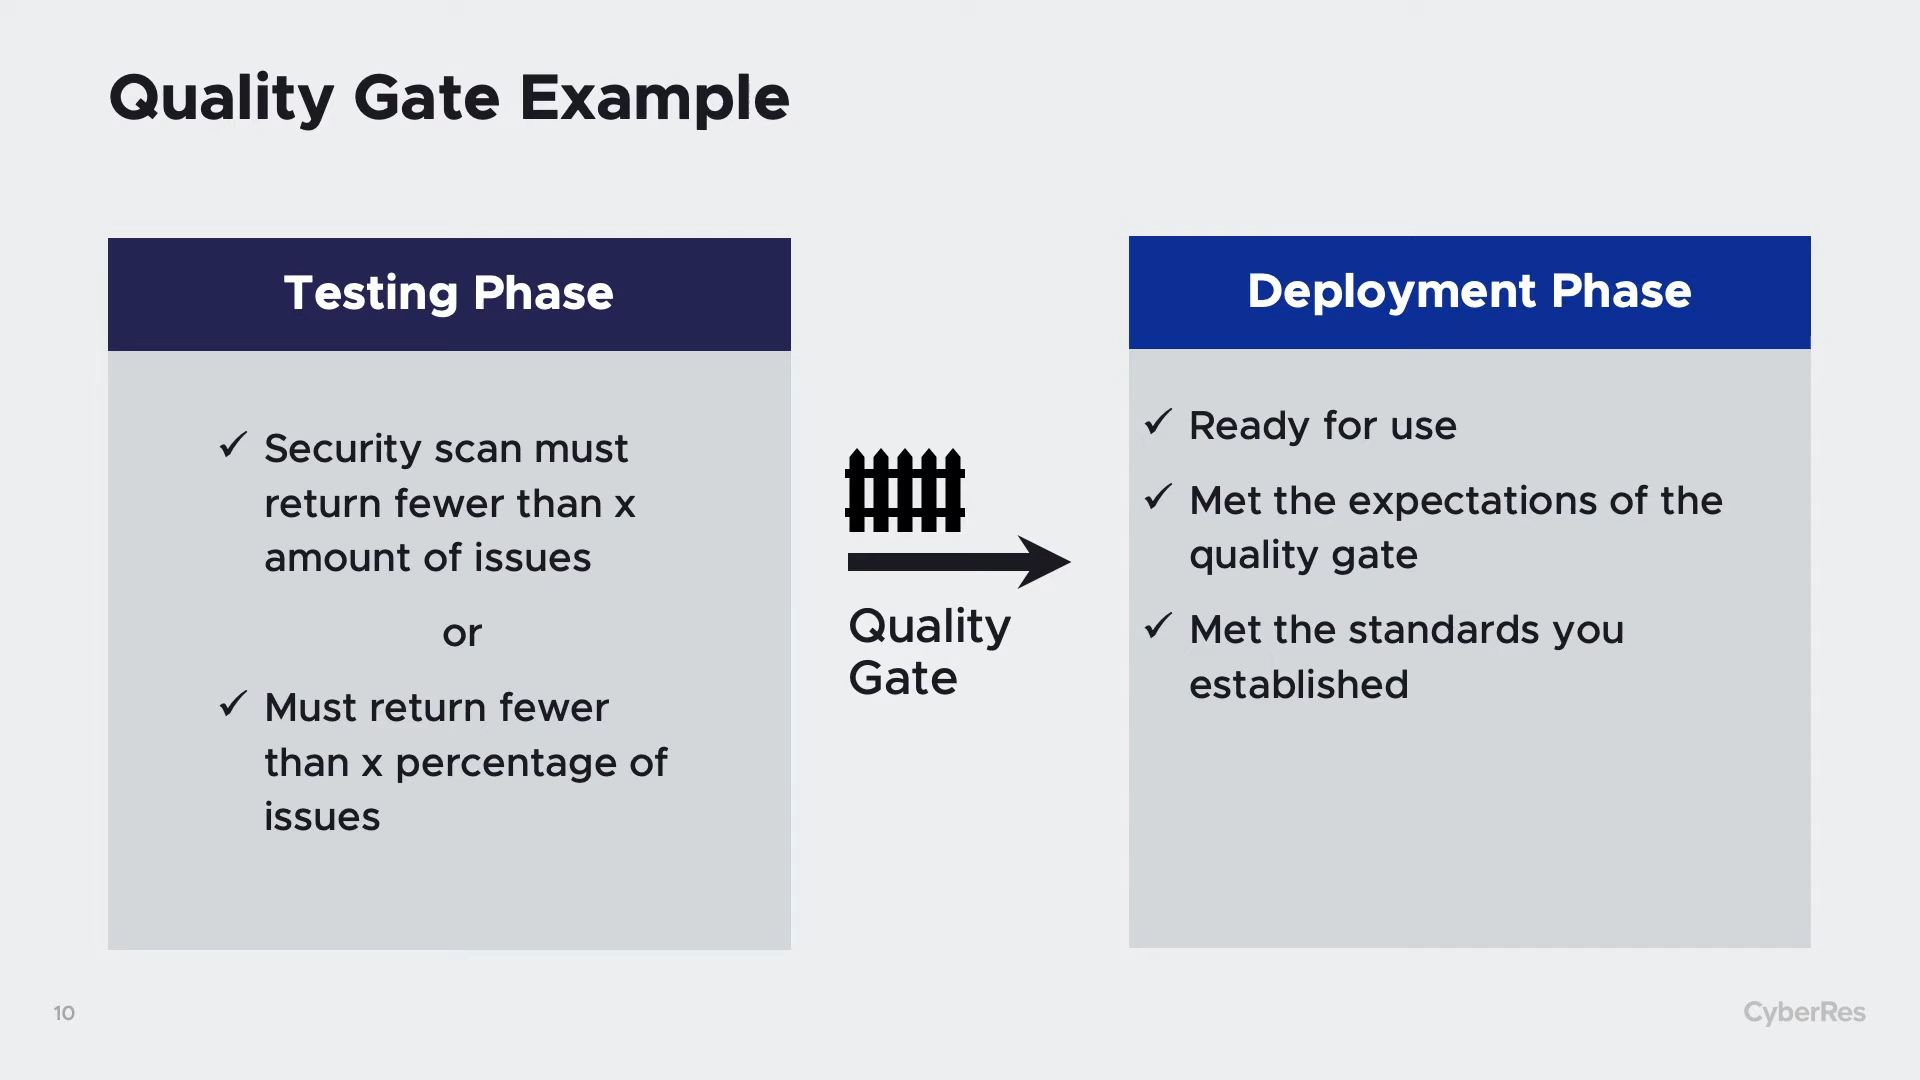 Quality Gate Example
Testing Phase
✓ Security scan must
return fewer than x
amount of issues
or
✓ Must return fewer
than x percentage of
issues
Quality
Gate
Deployment Phase
✓ Ready for use
✓ Met the expectations of the
quality gate
✓ Met the standards you
established
10
CyberRes